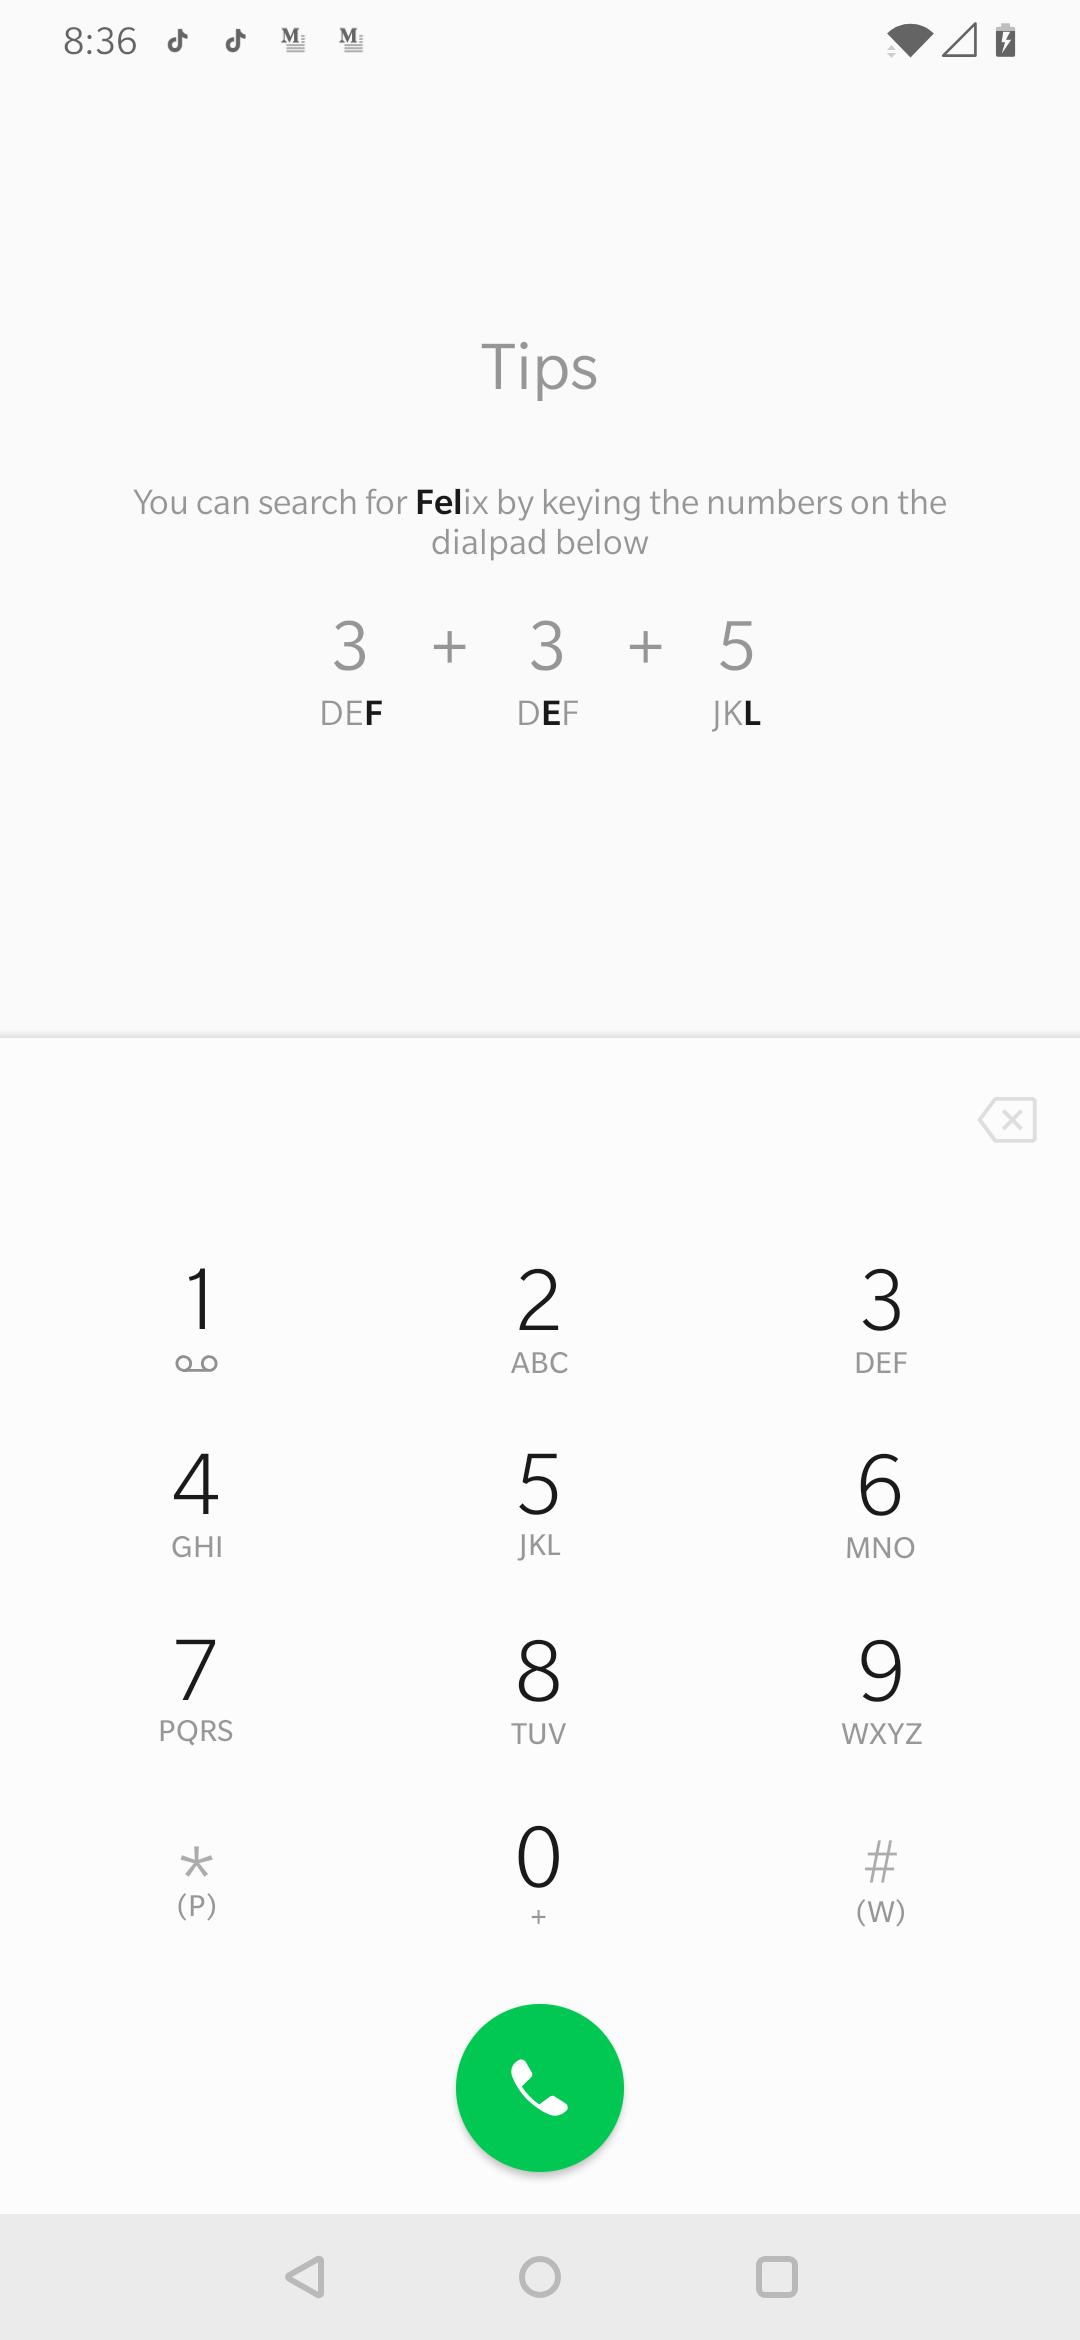 8:36
Tips
You can search for Felix by keying the numbers on the
dialpad below
3 + 3 + 5
DEF DEF JKL
1 2 3
ABC DEF
4 5 6
GHI JKL MNO
7 8 9
PQRS TUV WXYZ
* 0 #
(P) + (W)